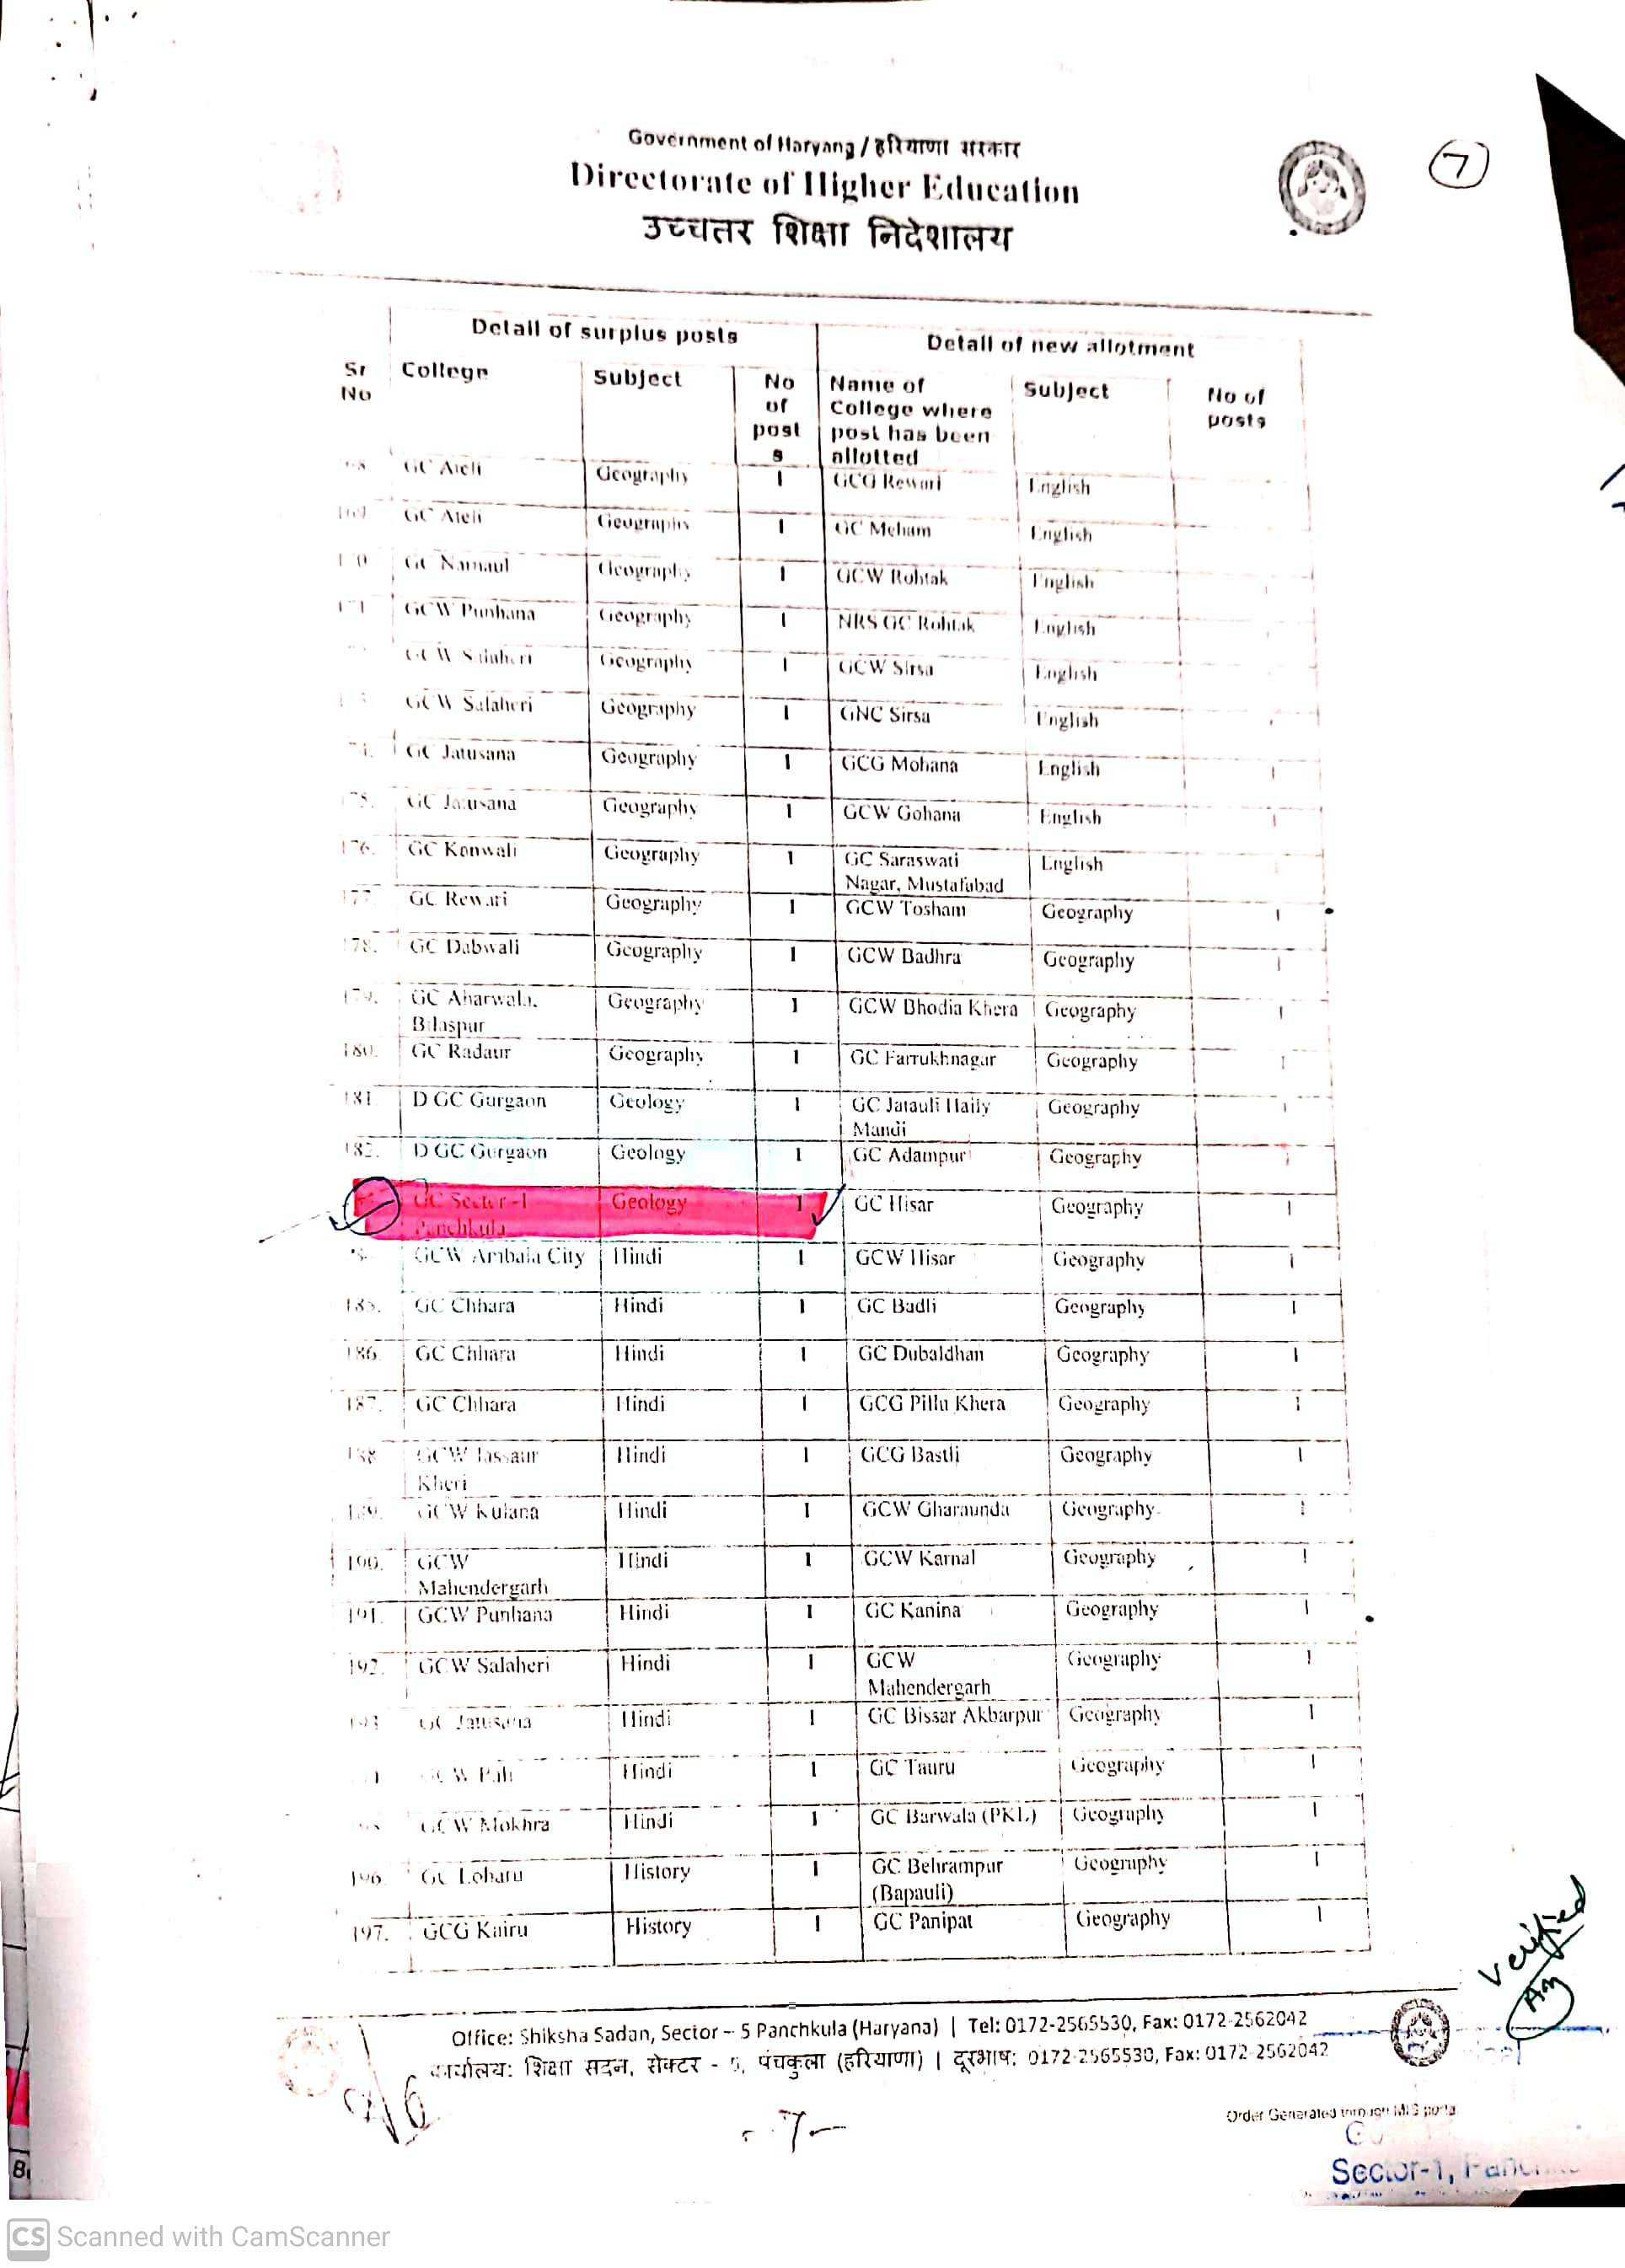 7
Government of Haryana / हरियाणा सरकार
Directorate of Higher Education
उच्चतर शिक्षा निदेशालय
Detail of surplus posts Detail of new allotment
Sr No College Subject No of posts Name of College where post has been allotted Subject No of posts
GC Ateli Geography 1 GCG Rewari English
169 GC Ateli Geography 1 GC Meham English
GC Narnaul Geography 1 GCW Rohtak English
171 GCW Punhana Geography 1 NRS GC Rohtak English
GCW Salaheri Geography 1 GCW Sirsa English
GCW Salaheri Geography 1 GNC Sirsa English
GC Jatusana Geography 1 GCG Mohana English 1
GC Jatusana Geography 1 GCW Gohana English 1
176. GC Konwali Geography 1 GC Saraswati English
Nagar, Mustafabad
177 GC Rewari Geography 1 GCW Tosham Geography 1
178. GC Dabwali Geography 1 GCW Badhra Geography 1
179. GC Aharwala, Geography 1 GCW Bhodia Khera Geography 1
Bilaspur
180. GC Radaur Geography 1 GC Farrukhnagar Geography 1
181 D GC Gurgaon Geology 1 GC Jatauli Haily Geography 1
Mandi
182. D GC Gurgaon Geology 1 GC Adampur Geography 1
GC Sector-1 Geology 1 GC Hisar Geography 1
Panchkula
GCW Ambala City Hindi 1 GCW Hisar Geography 1
185. GC Chhara Hindi 1 GC Badli Geography 1
186. GC Chhara Hindi 1 GC Dubaldhan Geography 1
187. GC Chhara Hindi 1 GCG Pillu Khera Geography 1
188 GCW Jassaur Hindi 1 GCG Bastli Geography 1
Kheri
189. GCW Kulana Hindi 1 GCW Gharaunda Geography 1
190. GCW Hindi 1 GCW Karnal Geography 1
Mahendergarh
191. GCW Punhana Hindi 1 GC Kanina Geography 1
192. GCW Salaheri Hindi 1 GCW Geography 1
Mahendergarh
193 GC Jatusana Hindi 1 GC Bissar Akbarpur Geography 1
GCW Pali Hindi 1 GC Tauru Geography 1
GCW Mokhra Hindi 1 GC Barwala (PKL) Geography 1
196 GC Loharu History 1 GC Behrampur Geography 1
(Bapauli)
197. GCG Kairu History 1 GC Panipat Geography 1
Verified
Office: Shiksha Sadan, Sector – 5 Panchkula (Haryana) | Tel: 0172-2565530, Fax: 0172-2562042
कार्यालय: शिक्षा सदन, सेक्टर - 5, पंचकुला (हरियाणा) | दूरभाष: 0172-2565530, Fax: 0172-2562042
- 7 -
Order Generated through MIS porta
Sector-1, Panch
CS Scanned with CamScanner